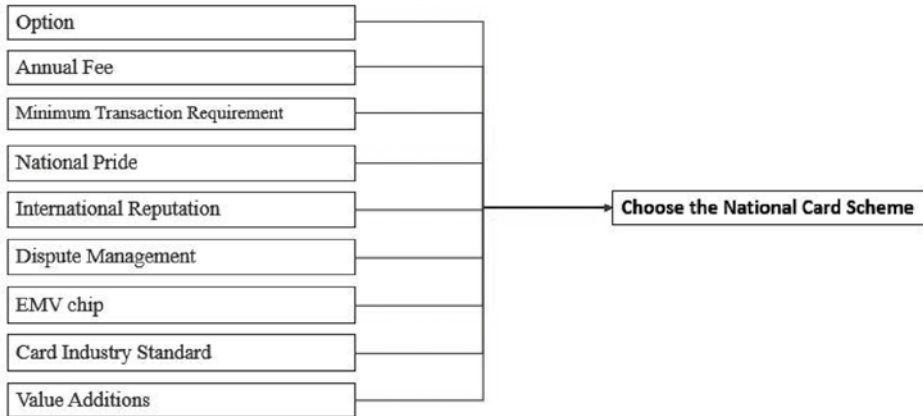 Option
Annual Fee
Minimum Transaction Requirement
National Pride
International Reputation
Choose the National Card Scheme
Dispute Management
EMV chip
Card Industry Standard
Value Additions